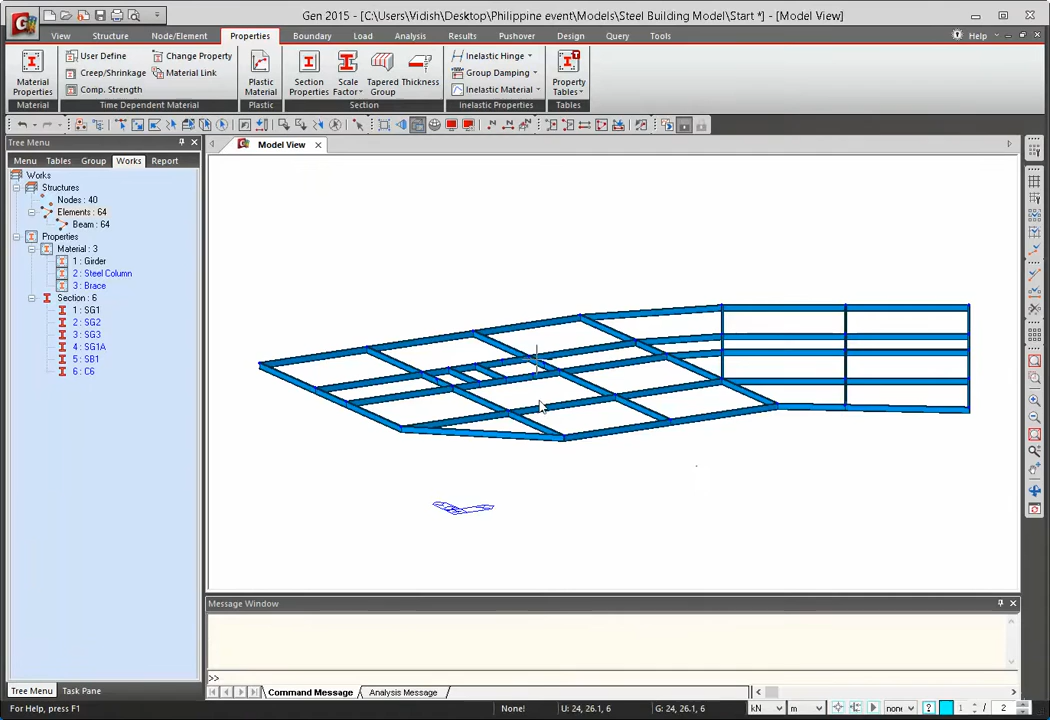 Gen 2015 - [C:\Users\Vidish\Desktop\Philippine event\Models\Steel Building Model\Start *] - [Model View]
View Structure Node/Element Properties Boundary Load Analysis Results Pushover Design Query Tools Help
Material Properties
User Define
Creep/Shrinkage
Comp. Strength
Change Property
Material Link
Plastic Material
Section Properties
Scale Factor
Tapered Group
Thickness
Inelastic Hinge
Group Damping
Inelastic Material
Property Tables
Material Time Dependent Material Plastic Section Inelastic Properties Tables
Tree Menu
Model View
Menu Tables Group Works Report
Works
Structures
Nodes : 40
Elements : 64
Beam : 64
Properties
Material : 3
1 : Girder
2 : Steel Column
3 : Brace
Section : 6
1 : SG1
2 : SG2
3 : SG3
4 : SG1A
5 : SB1
6 : C6
Message Window
>>
Command Message Analysis Message
Tree Menu Task Pane
For Help, press F1 None! U: 24, 26.1, 6 G: 24, 26.1, 6 kN m none ? 1 / 2